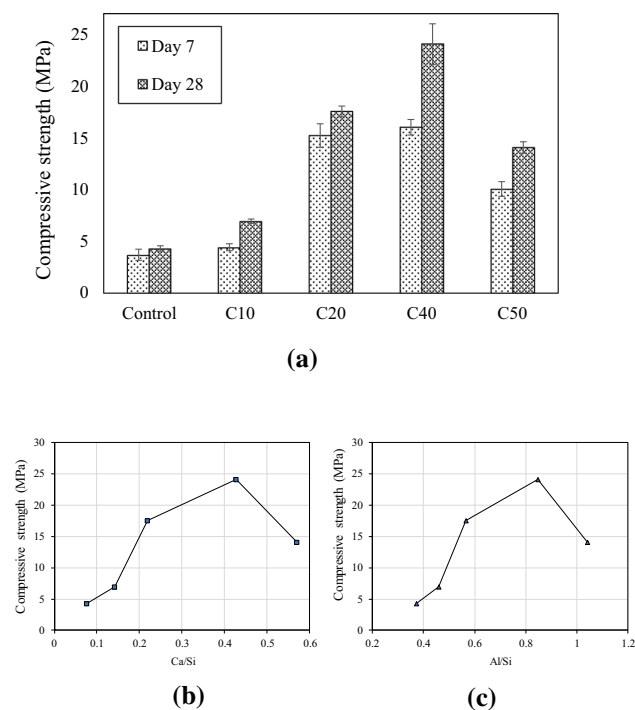 Compressive strength (MPa)
25
20
15
10
5
0
Day 7
Day 28
Control C10 C20 C40 C50
(a)
Compressive strength (MPa)
30
25
20
15
10
5
0
0 0.1 0.2 0.3 0.4 0.5 0.6
Ca/Si
(b)
Compressive strength (MPa)
30
25
20
15
10
5
0
0.2 0.4 0.6 0.8 1 1.2
Al/Si
(c)